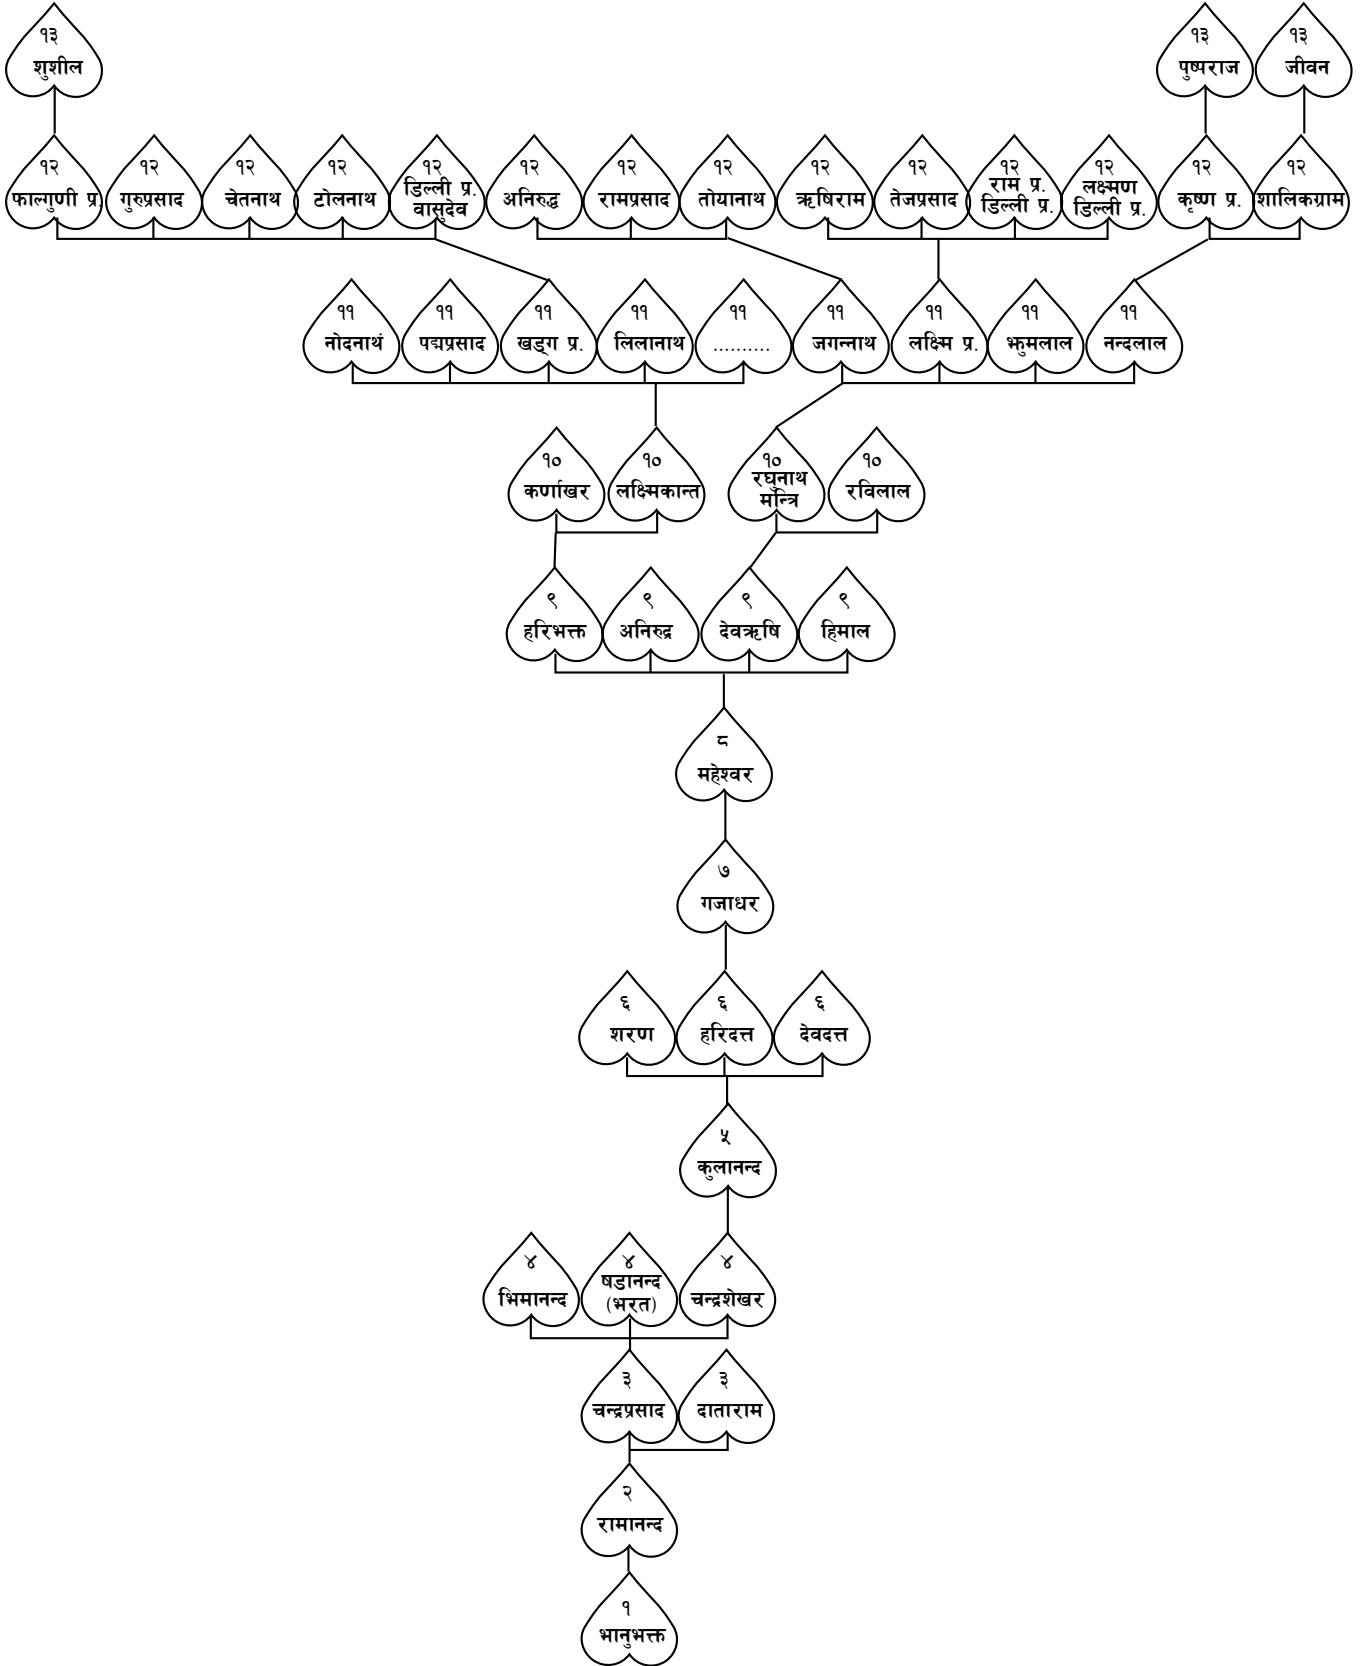 १३
शुशील
१३
पुष्पराज
१३
जीवन
१२
फाल्गुणी प्र.
१२
गुरुप्रसाद
१२
चेतनाथ
१२
टोलनाथ
१२
डिल्ली प्र.
वासुदेव
१२
अनिरुद्ध
१२
रामप्रसाद
१२
तोयानाथ
१२
ऋषिराम
१२
तेजप्रसाद
१२
राम प्र.
डिल्ली प्र.
१२
लक्ष्मण
डिल्ली प्र.
१२
कृष्ण प्र.
१२
शालिकग्राम
११
नोदनाथं
११
पद्मप्रसाद
११
खड्ग प्र.
११
लिलानाथ
११
..........
११
जगन्नाथ
११
लक्ष्मि प्र.
११
झुमलाल
११
नन्दलाल
१०
कर्णाखर
१०
लक्ष्मिकान्त
१०
रघुनाथ
मन्त्रि
१०
रविलाल
९
हरिभक्त
९
अनिरुद्र
९
देवऋषि
९
हिमाल
८
महेश्वर
७
गजाधर
६
शरण
६
हरिदत्त
६
देवदत्त
५
कुलानन्द
४
भिमानन्द
४
षडानन्द
(भरत)
४
चन्द्रशेखर
३
चन्द्रप्रसाद
३
दाताराम
२
रामानन्द
१
भानुभक्त